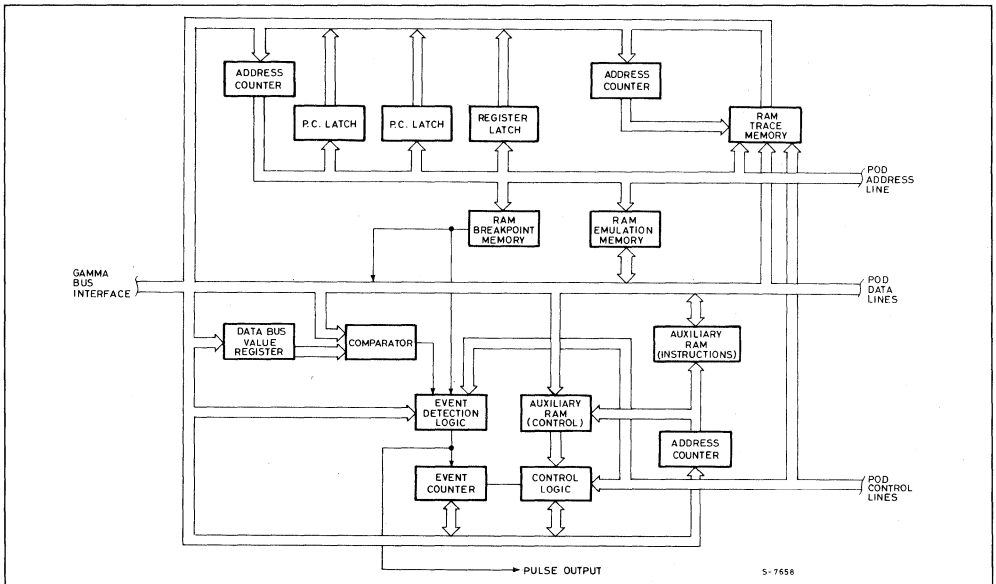 ADDRESS
COUNTER
P.C. LATCH
P.C. LATCH
REGISTER
LATCH
ADDRESS
COUNTER
RAM
TRACE
MEMORY
POD
ADDRESS
LINE
RAM
BREAKPOINT
MEMORY
RAM
EMULATION
MEMORY
GAMMA
BUS
INTERFACE
POD
DATA
LINES
DATA BUS
VALUE
REGISTER
COMPARATOR
AUXILIARY
RAM
(INSTRUCTIONS)
EVENT
DETECTION
LOGIC
AUXILIARY
RAM
(CONTROL)
ADDRESS
COUNTER
EVENT
COUNTER
CONTROL
LOGIC
POD
CONTROL
LINES
PULSE OUTPUT
S-7658